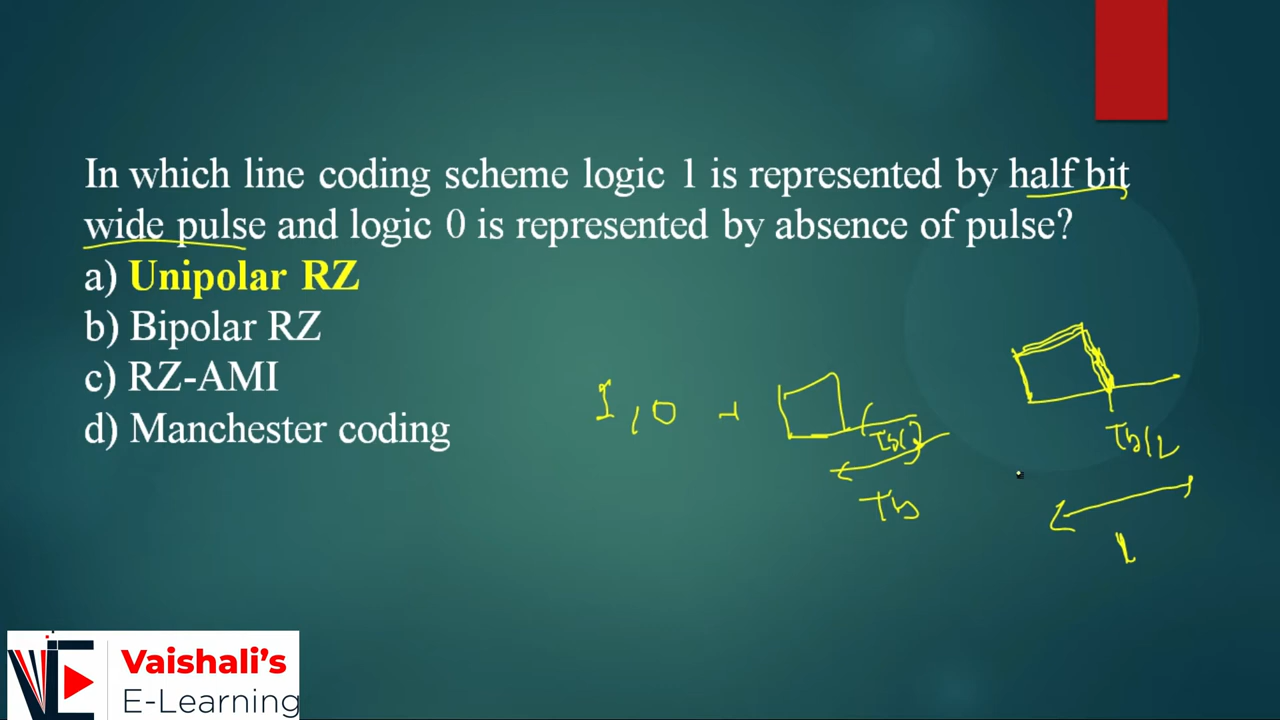 In which line coding scheme logic 1 is represented by half bit
wide pulse and logic 0 is represented by absence of pulse?
a) Unipolar RZ
b) Bipolar RZ
c) RZ-AMI
d) Manchester coding
1, 0
Tb/2
Tb/2
Tb
1
Vaishali's
E-Learning